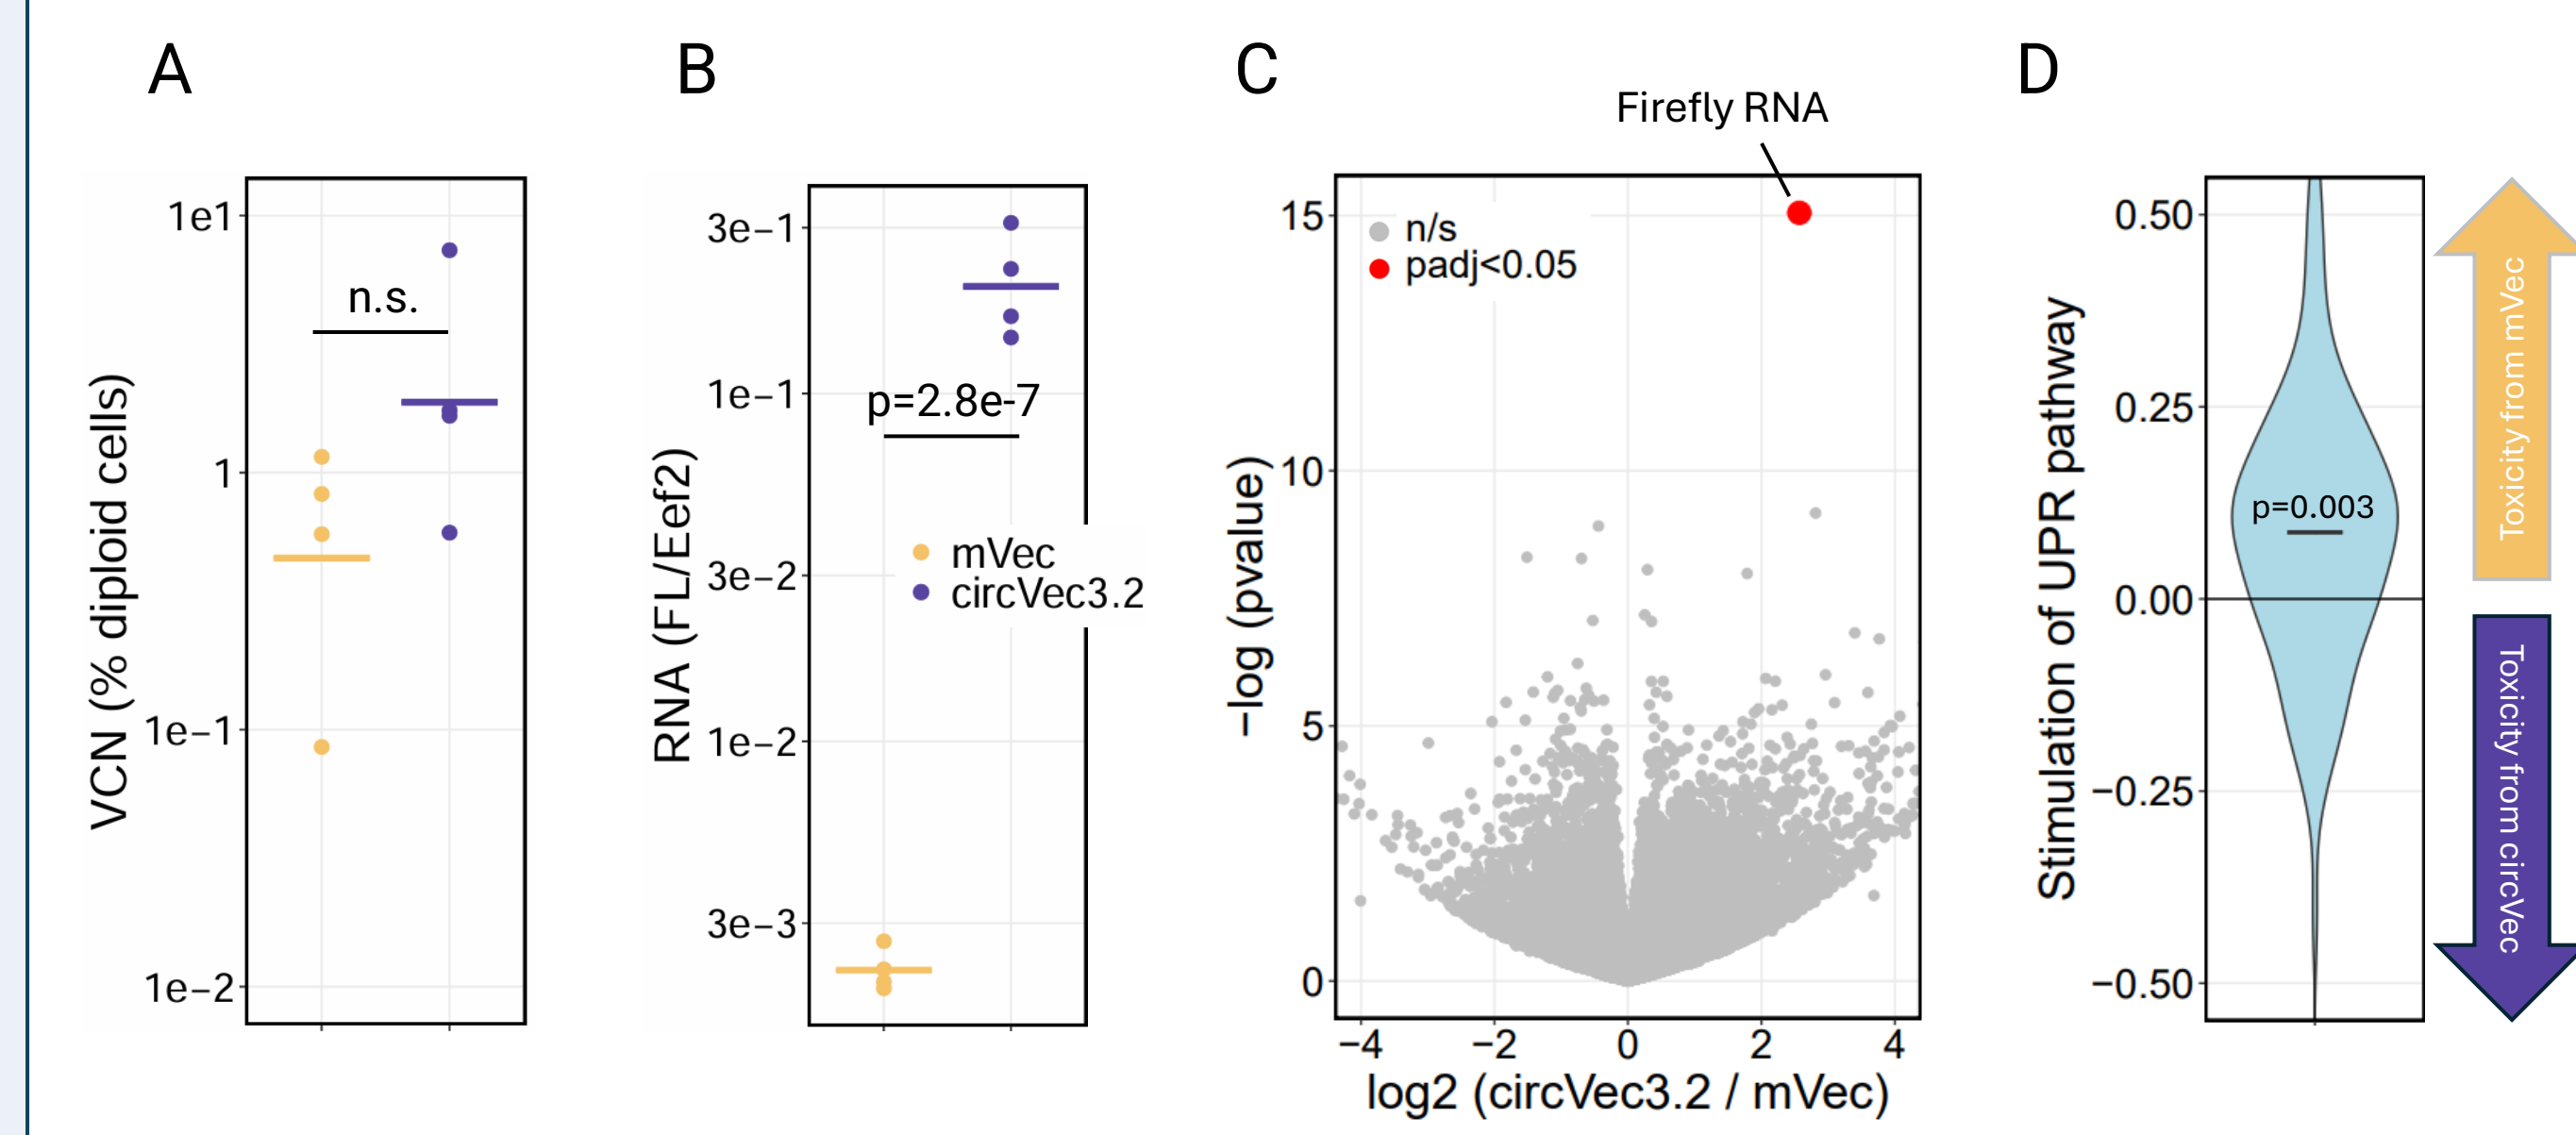 A
B
C
D
VCN (% diploid cells)
1e1
1
1e−1
1e−2
n.s.
RNA (FL/Eef2)
3e−1
1e−1
3e−2
1e−2
3e−3
p=2.8e-7
mVec
circVec3.2
Firefly RNA
n/s
padj<0.05
−log (pvalue)
15
10
5
0
−4
−2
0
2
4
log2 (circVec3.2 / mVec)
Stimulation of UPR pathway
0.50
0.25
0.00
−0.25
−0.50
p=0.003
Toxicity from mVec
Toxicity from circVec